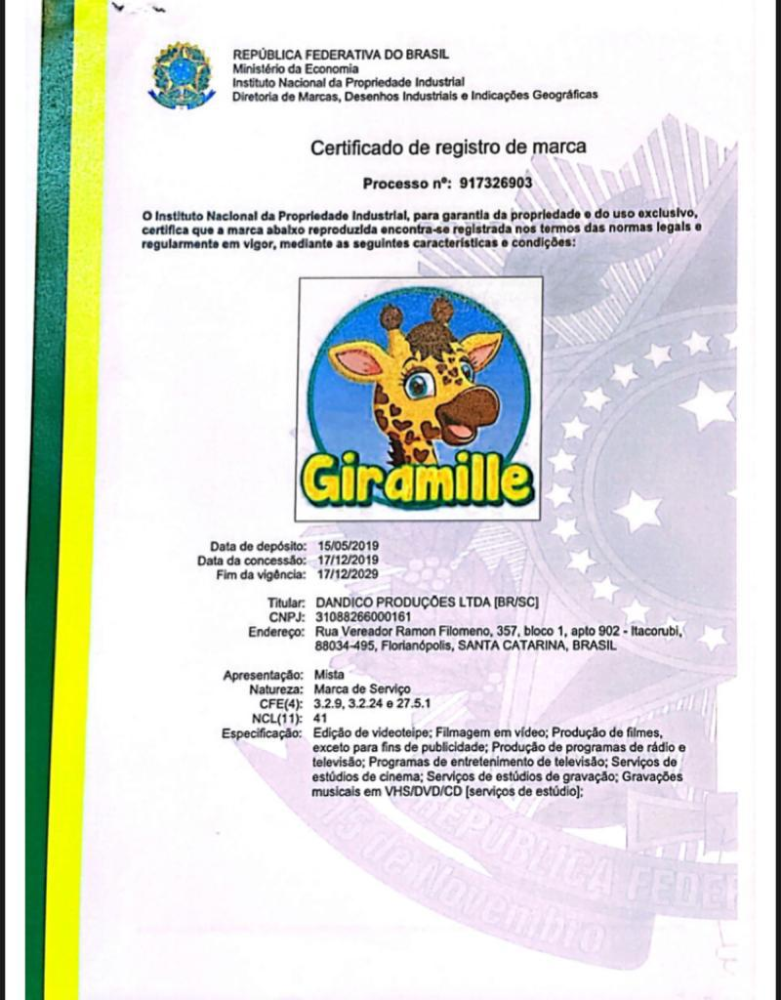 REPÚBLICA FEDERATIVA DO BRASIL
Ministério da Economia
Instituto Nacional da Propriedade Industrial
Diretoria de Marcas, Desenhos Industriais e Indicações Geográficas
Certificado de registro de marca
Processo nº: 917326903
O Instituto Nacional da Propriedade Industrial, para garantia da propriedade e do uso exclusivo,
certifica que a marca abaixo reproduzida encontra-se registrada nos termos das normas legais e
regularmente em vigor, mediante as seguintes características e condições:
Giramille
Data de depósito: 15/05/2019
Data da concessão: 17/12/2019
Fim da vigência: 17/12/2029
Titular: DANDICO PRODUÇÕES LTDA [BR/SC]
CNPJ: 31088266000161
Endereço: Rua Vereador Ramon Filomeno, 357, bloco 1, apto 902 - Itacorubi,
88034-495, Florianópolis, SANTA CATARINA, BRASIL
Apresentação: Mista
Natureza: Marca de Serviço
CFE(4): 3.2.9, 3.2.24 e 27.5.1
NCL(11): 41
Especificação: Edição de videoteipe; Filmagem em vídeo; Produção de filmes,
exceto para fins de publicidade; Produção de programas de rádio e
televisão; Programas de entretenimento de televisão; Serviços de
estúdios de cinema; Serviços de estúdios de gravação; Gravações
musicais em VHS/DVD/CD [serviços de estúdio];
REPÚBLICA FEDER
15 de Novembro